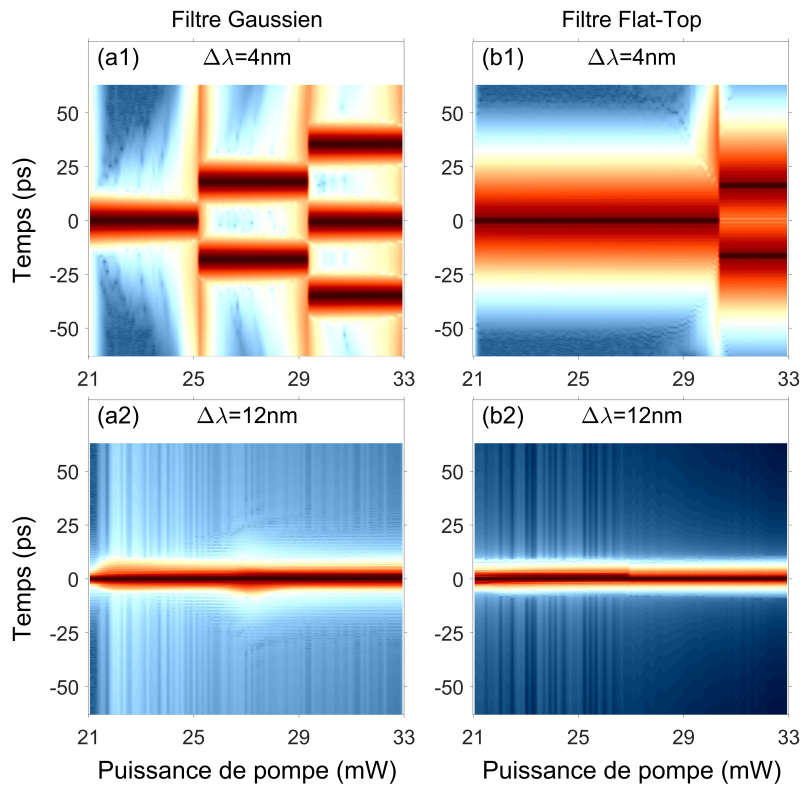 Filtre Gaussien
Filtre Flat-Top
(a1) Δλ=4nm
(b1) Δλ=4nm
Temps (ps)
50
25
0
-25
-50
21 25 29 33
50
25
0
-25
-50
21 25 29 33
(a2) Δλ=12nm
(b2) Δλ=12nm
Temps (ps)
50
25
0
-25
-50
21 25 29 33
Puissance de pompe (mW)
50
25
0
-25
-50
21 25 29 33
Puissance de pompe (mW)